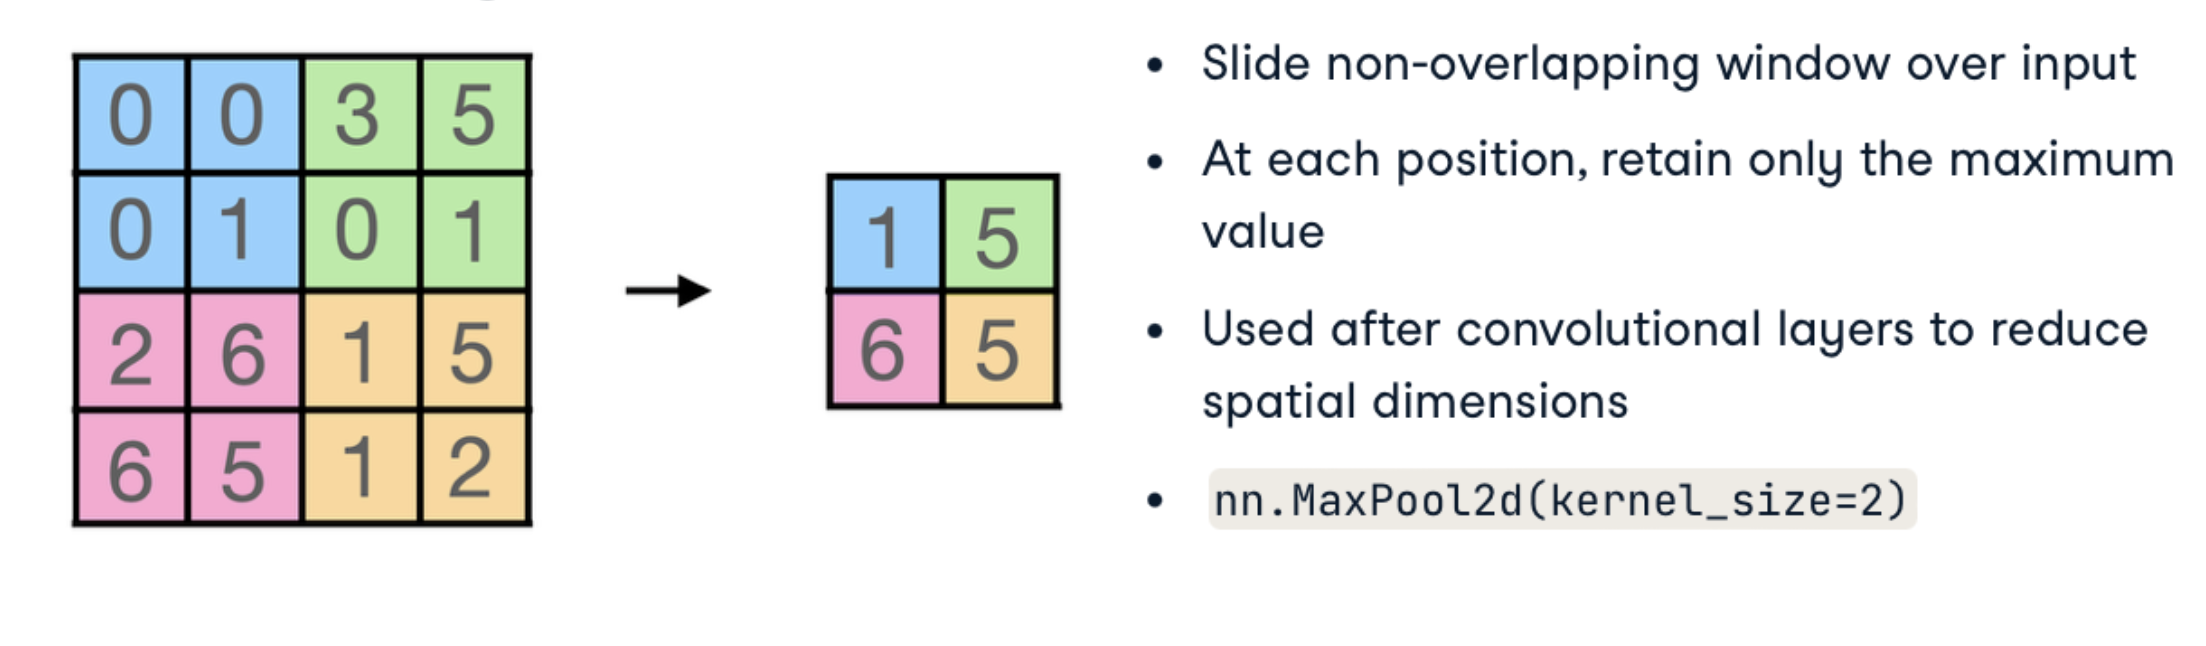 0 0 3 5
0 1 0 1
2 6 1 5
6 5 1 2
1 5
6 5
• Slide non-overlapping window over input
• At each position, retain only the maximum
value
• Used after convolutional layers to reduce
spatial dimensions
• nn.MaxPool2d(kernel_size=2)